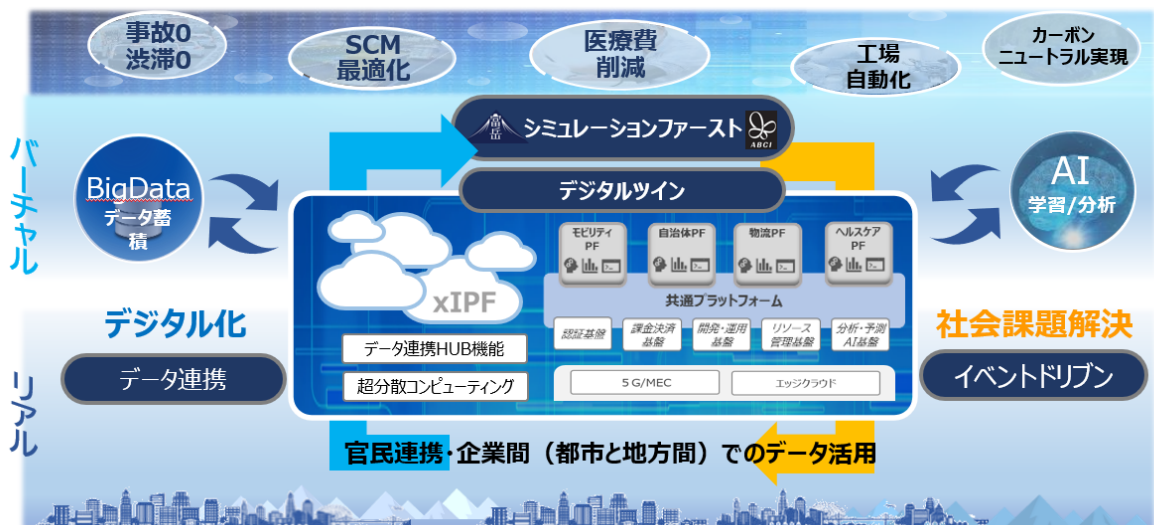 事故0
渋滞0
SCM
最適化
医療費
削減
工場
自動化
カーボン
ニュートラル実現
富岳
シミュレーションファースト
ABCI
デジタルツイン
バーチャル
BigData
データ蓄
積
AI
学習/分析
モビリティ
PF
自治体PF
物流PF
ヘルスケア
PF
xIPF
共通プラットフォーム
認証基盤
課金決済
基盤
開発・運用
基盤
リソース
管理基盤
分析・予測
AI基盤
デジタル化
データ連携
社会課題解決
イベントドリブン
データ連携HUB機能
超分散コンピューティング
5G/MEC
エッジクラウド
リアル
官民連携・企業間（都市と地方間）でのデータ活用